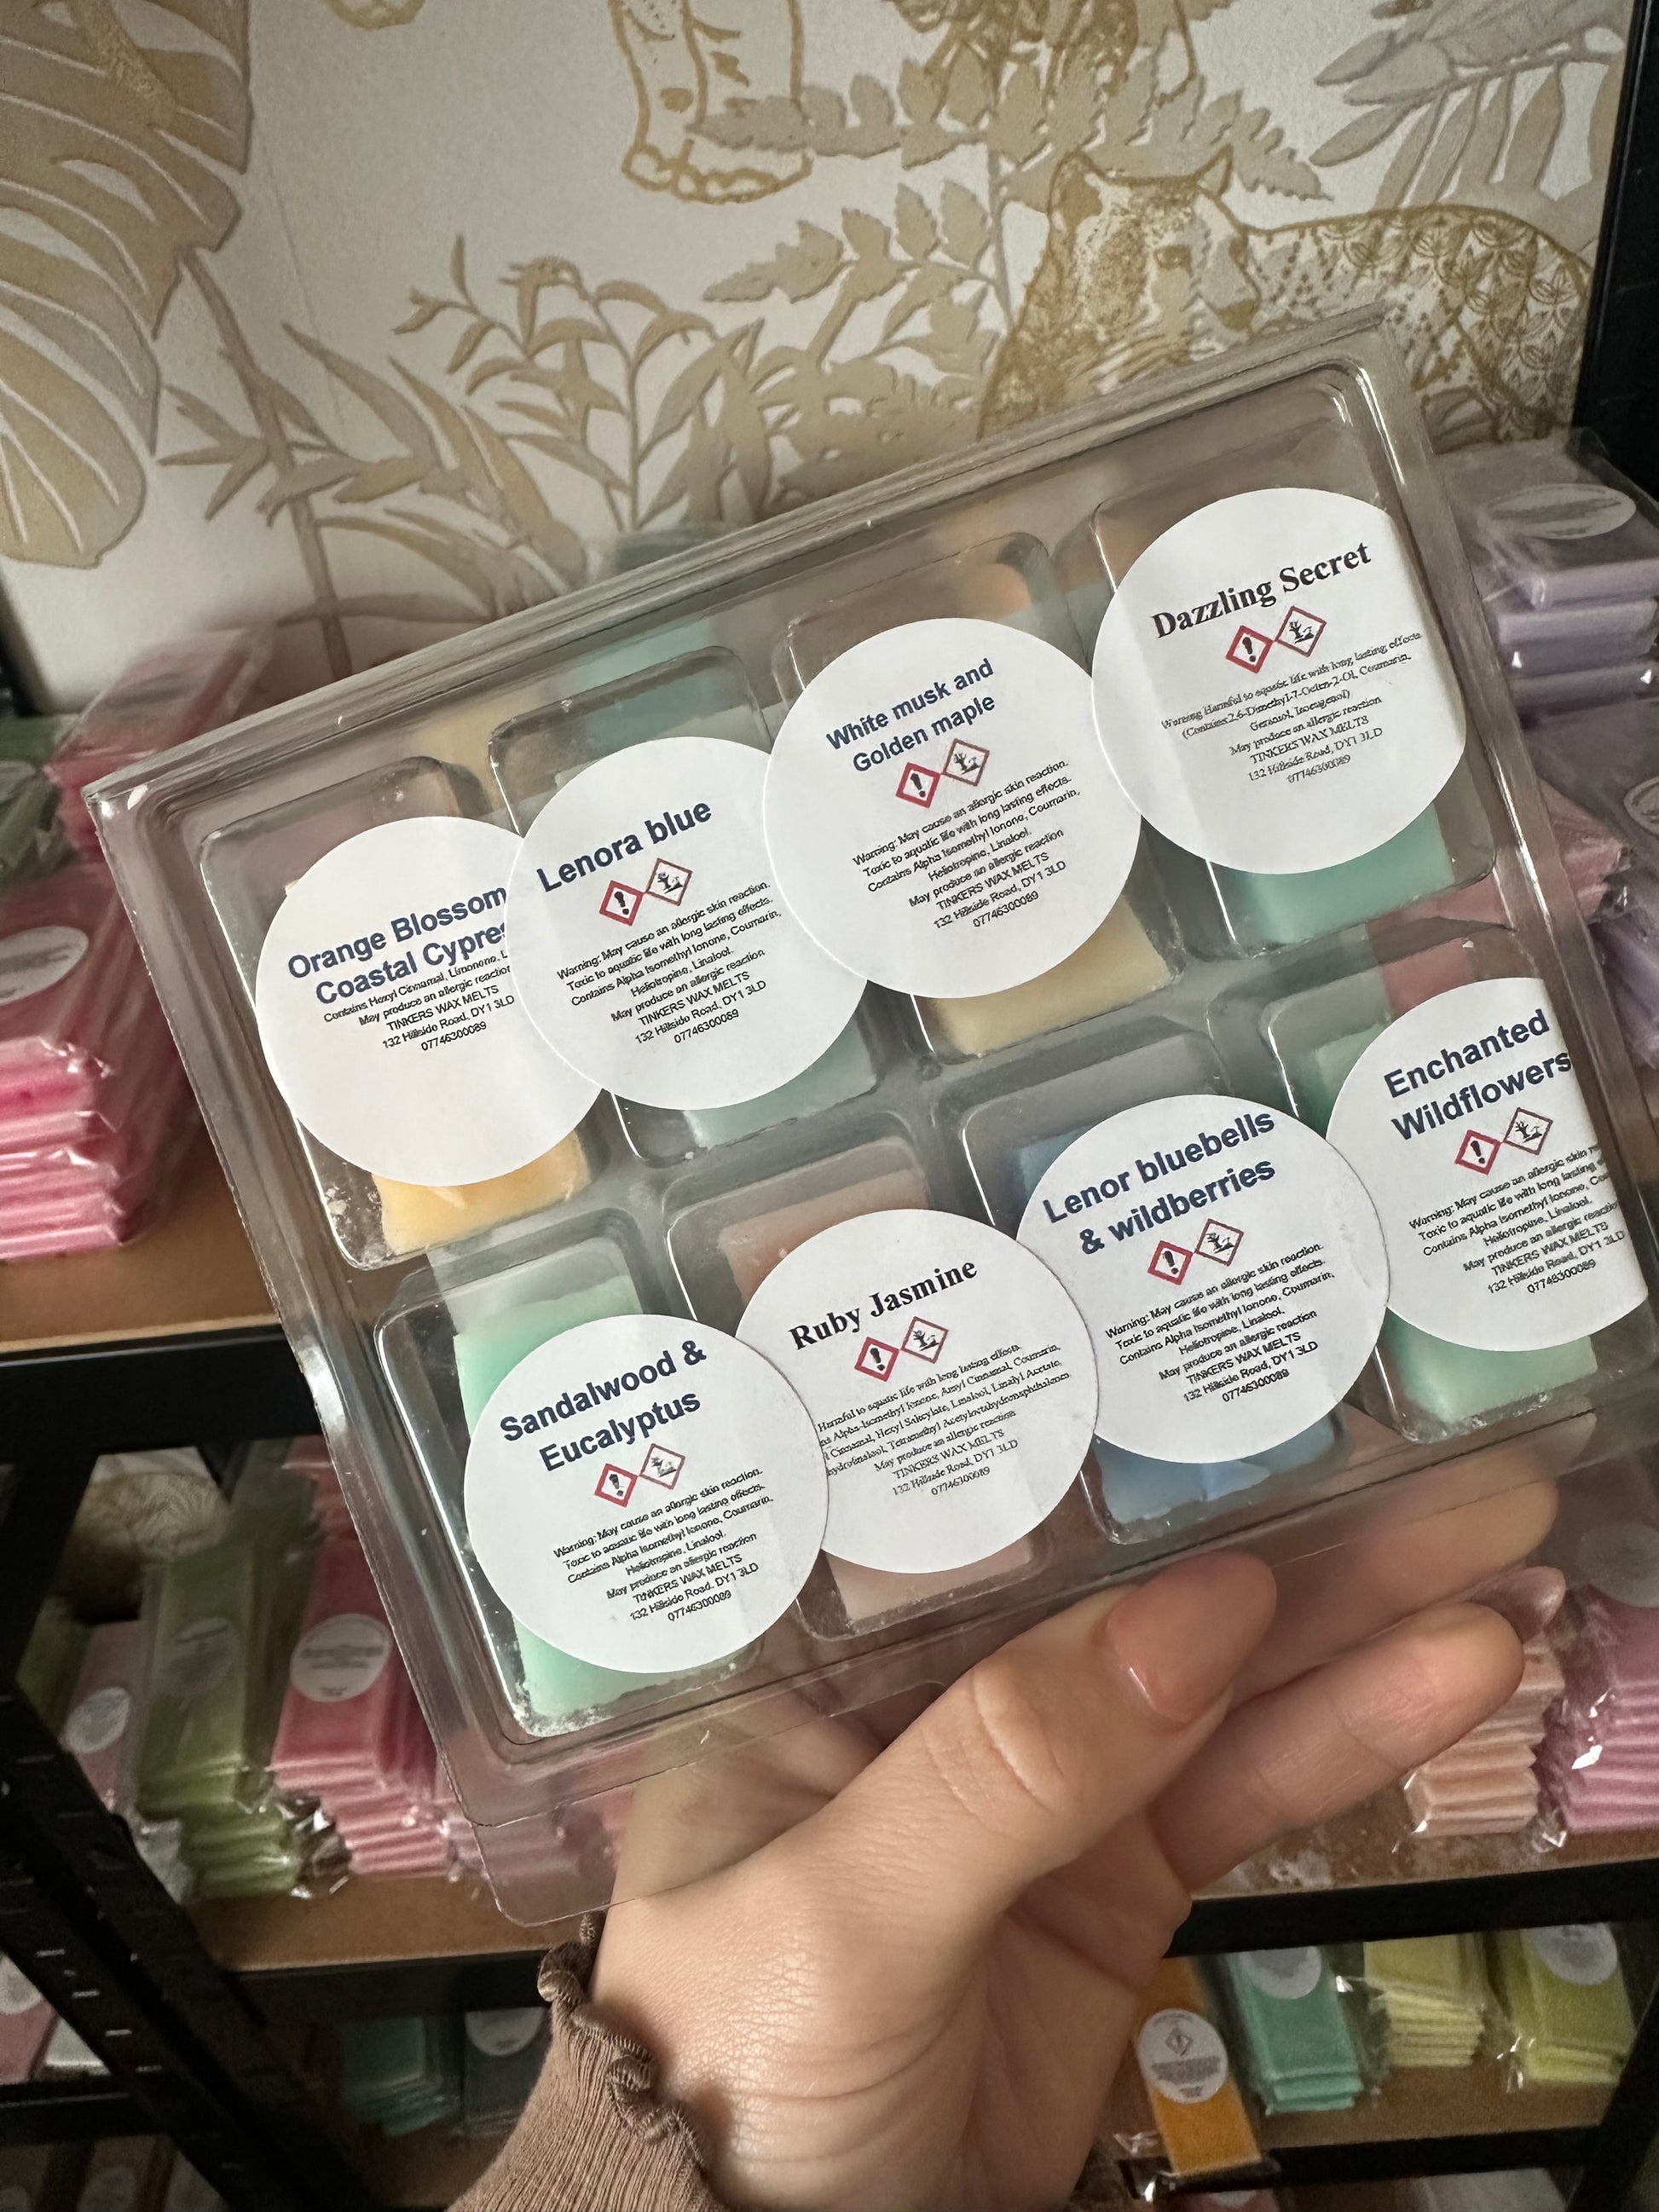 Dazzling Secret
Warning Harmful to aquatic life with long lasting effects
(Contains 2.6-Dimethyl-7-Octen-2-Ol, Coumarin,
Geraniol, Isoeugenol)
May produce an allergic reaction
TINKERS WAX MELTS
132 Hillside Road, DY1 3LD
07746300089
White musk and
Golden maple
Warning: May cause an allergic skin reaction.
Toxic to aquatic life with long lasting effects.
Contains Alpha Isomethyl Ionone, Coumarin,
Heliotropine, Linalool.
May produce an allergic reaction
TINKERS WAX MELTS
132 Hillside Road, DY1 3LD
07746300089
Lenora blue
Warning: May cause an allergic skin reaction.
Toxic to aquatic life with long lasting effects.
Contains Alpha Isomethyl Ionone, Coumarin,
Heliotropine, Linalool.
May produce an allergic reaction
TINKERS WAX MELTS
132 Hillside Road, DY1 3LD
07746300089
Orange Blossom
Coastal Cypre
Contains Hexyl Cinnamal, Limonone, L
May produce an allergic reaction
TINKERS WAX MELTS
132 Hillside Road, DY1 3LD
07746300089
Enchanted
Wildflowers
Warning: May cause an allergic skin
Toxic to aquatic life with long lasting
Contains Alpha Isomethyl Ionone,
Heliotropine, Linalool.
May produce an allergic reaction
TINKERS WAX MELTS
132 Hillside Road, DY1 3LD
07746300089
Lenor bluebells
& wildberries
Warning: May cause an allergic skin reaction.
Toxic to aquatic life with long lasting effects.
Contains Alpha Isomethyl Ionone, Coumarin,
Heliotropine, Linalool.
May produce an allergic reaction
TINKERS WAX MELTS
132 Hillside Road, DY1 3LD
07746300089
Ruby Jasmine
Harmful to aquatic life with long lasting effects.
Alpha-Isomethyl Ionone, Amyl Cinnamal, Coumarin,
Cinnamal, Hexyl Salicylate, Linalool, Linalyl Acetate,
Tetramethyl Acetyloctahydronaphthalenes
May produce an allergic reaction
TINKERS WAX MELTS
132 Hillside Road, DY1 3LD
07746300089
Sandalwood &
Eucalyptus
Warning: May cause an allergic skin reaction.
Toxic to aquatic life with long lasting effects.
Contains Alpha Isomethyl Ionone, Coumarin,
Heliotropine, Linalool.
May produce an allergic reaction
TINKERS WAX MELTS
132 Hillside Road, DY1 3LD
07746300089